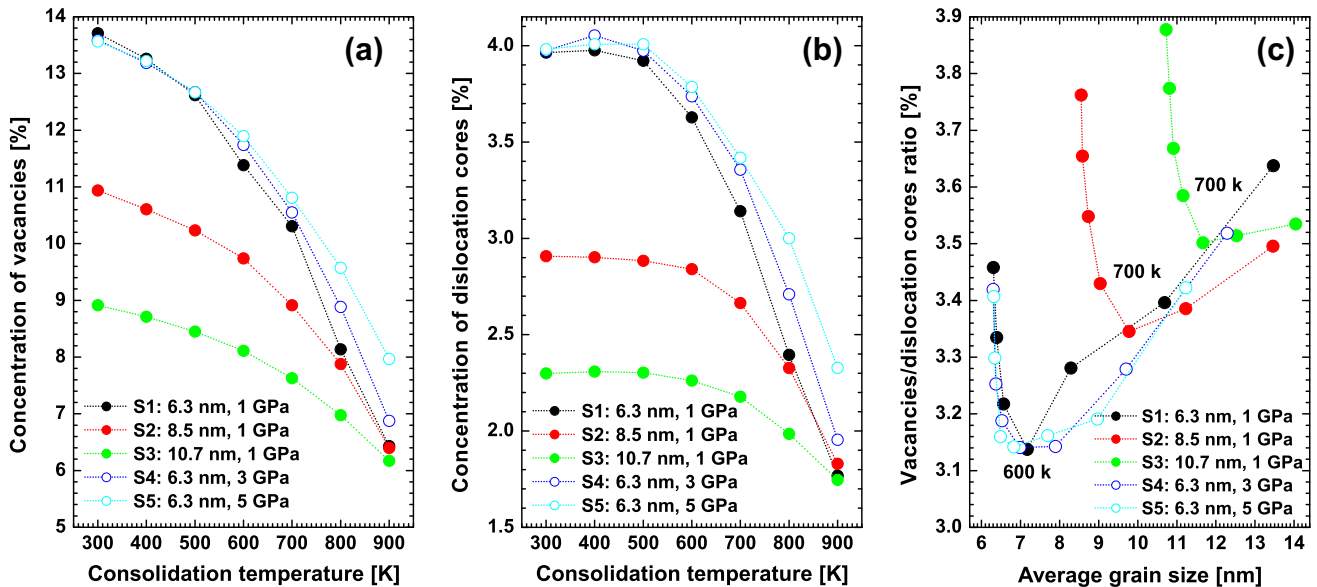 (a)
Concentration of vacancies [%]
14
13
12
11
10
9
8
7
6
5
S1: 6.3 nm, 1 GPa
S2: 8.5 nm, 1 GPa
S3: 10.7 nm, 1 GPa
S4: 6.3 nm, 3 GPa
S5: 6.3 nm, 5 GPa
300 400 500 600 700 800 900
Consolidation temperature [K]
(b)
Concentration of dislocation cores [%]
4.0
3.5
3.0
2.5
2.0
1.5
S1: 6.3 nm, 1 GPa
S2: 8.5 nm, 1 GPa
S3: 10.7 nm, 1 GPa
S4: 6.3 nm, 3 GPa
S5: 6.3 nm, 5 GPa
300 400 500 600 700 800 900
Consolidation temperature [K]
(c)
Vacancies/dislocation cores ratio [%]
3.9
3.8
3.7
3.6
3.5
3.4
3.3
3.2
3.1
3.0
700 k
700 k
600 k
S1: 6.3 nm, 1 GPa
S2: 8.5 nm, 1 GPa
S3: 10.7 nm, 1 GPa
S4: 6.3 nm, 3 GPa
S5: 6.3 nm, 5 GPa
6 7 8 9 10 11 12 13 14
Average grain size [nm]